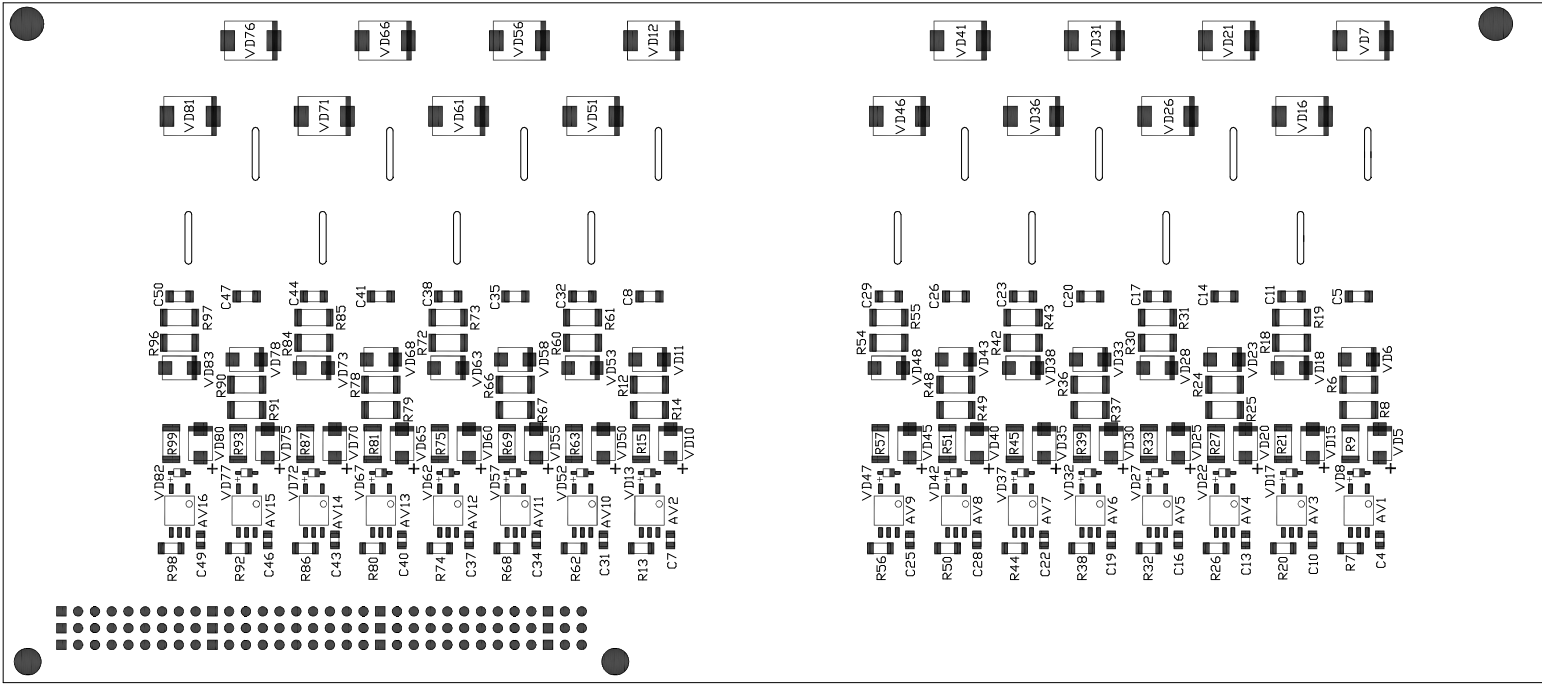 VD76 VD66 VD56 VD12 VD41 VD31 VD21 VD7
VD81 VD71 VD61 VD51 VD46 VD36 VD26 VD16
C50 C47 C44 C41 C38 C35 C32 C8 C29 C26 C23 C20 C17 C14 C11 C5
R97 R85 R73 R61 R55 R43 R31 R19
R96 R84 R72 R60 R54 R42 R30 R18
VD83 VD78 VD73 VD68 VD63 VD58 VD53 VD11 VD48 VD43 VD38 VD33 VD28 VD23 VD18 VD6
R90 R78 R66 R12 R48 R36 R24 R6
R91 R79 R67 R14 R49 R37 R25 R8
R99 VD80 R93 VD75 R87 VD70 R81 VD65 R75 VD60 R69 VD55 R63 VD50 R15 VD10 R57 VD45 R51 VD40 R45 VD35 R39 VD30 R33 VD25 R27 VD20 R21 VD15 R9 VD5
+ + + + + + + + + + + + + + + +
VD82 VD77 VD72 VD67 VD62 VD57 VD52 VD13 VD47 VD42 VD37 VD32 VD27 VD22 VD17 VD8
AV16 AV15 AV14 AV13 AV12 AV11 AV10 AV2 AV9 AV8 AV7 AV6 AV5 AV4 AV3 AV1
R98 C49 R92 C46 R86 C43 R80 C40 R74 C37 R68 C34 R62 C31 R13 C7 R56 C25 R50 C28 R44 C22 R38 C19 R32 C16 R26 C13 R20 C10 R7 C4